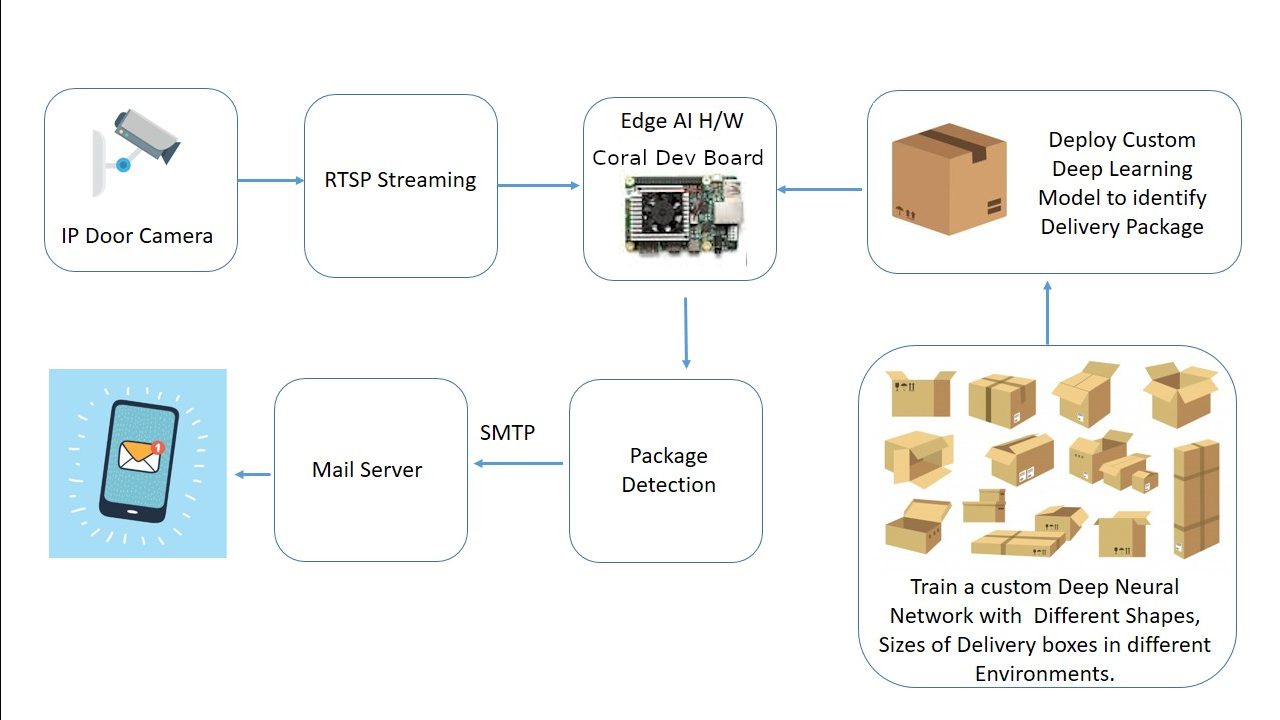 IP Door Camera
RTSP Streaming
Edge AI H/W
Coral Dev Board
Deploy Custom
Deep Learning
Model to identify
Delivery Package
1
Mail Server
SMTP
Package
Detection
Train a custom Deep Neural
Network with Different Shapes,
Sizes of Delivery boxes in different
Environments.